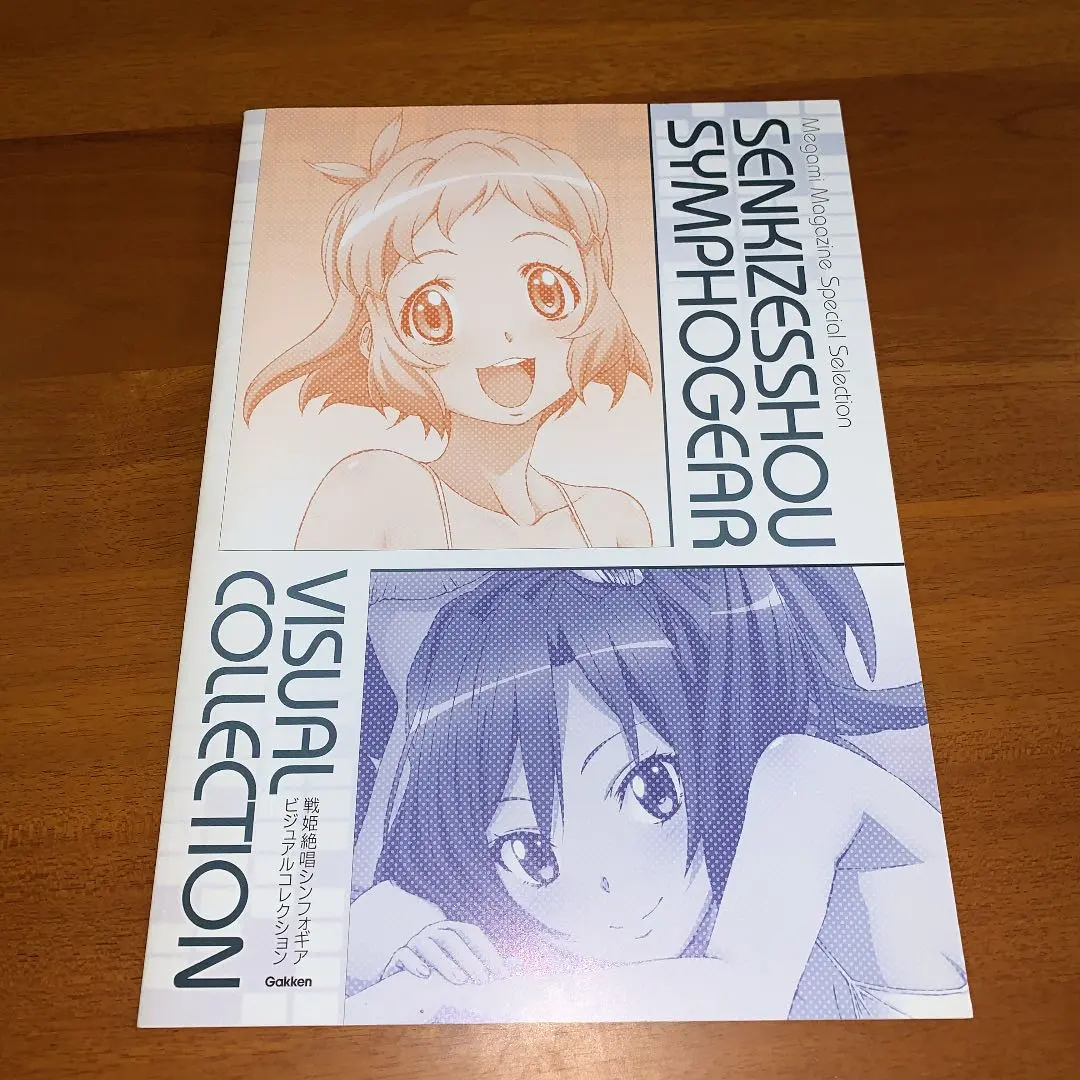 Megami Magazine Special Selection
SENKIZESSHOU
SYMPHOGEAR
VISUAL
COLLECTION
戦姫絶唱シンフォギア
ビジュアルコレクション
Gakken